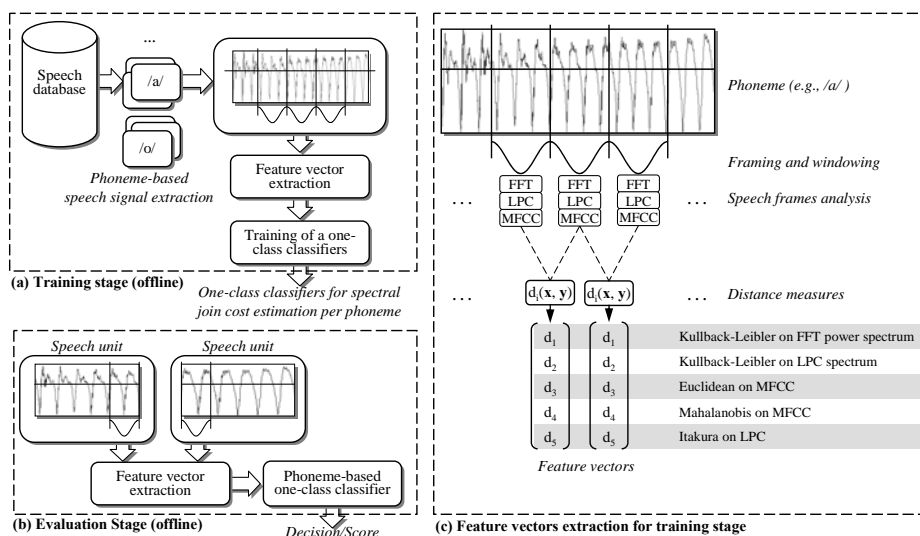 Speech
database
...
/a/
/o/
Phoneme-based
speech signal extraction
Feature vector
extraction
Training of a one-
class classifiers
(a) Training stage (offline)
One-class classifiers for spectral
join cost estimation per phoneme
Speech unit
Speech unit
Feature vector
extraction
Phoneme-based
one-class classifier
(b) Evaluation Stage (offline)
Decision/Score
Phoneme (e.g., /a/ )
Framing and windowing
... FFT FFT FFT ...
LPC LPC LPC
MFCC MFCC MFCC
Speech frames analysis
... dᵢ(x, y) dᵢ(x, y) ... Distance measures
d₁ d₁ Kullback-Leibler on FFT power spectrum
d₂ d₂ Kullback-Leibler on LPC spectrum
d₃ d₃ Euclidean on MFCC
d₄ d₄ Mahalanobis on MFCC
d₅ d₅ Itakura on LPC
Feature vectors
(c) Feature vectors extraction for training stage